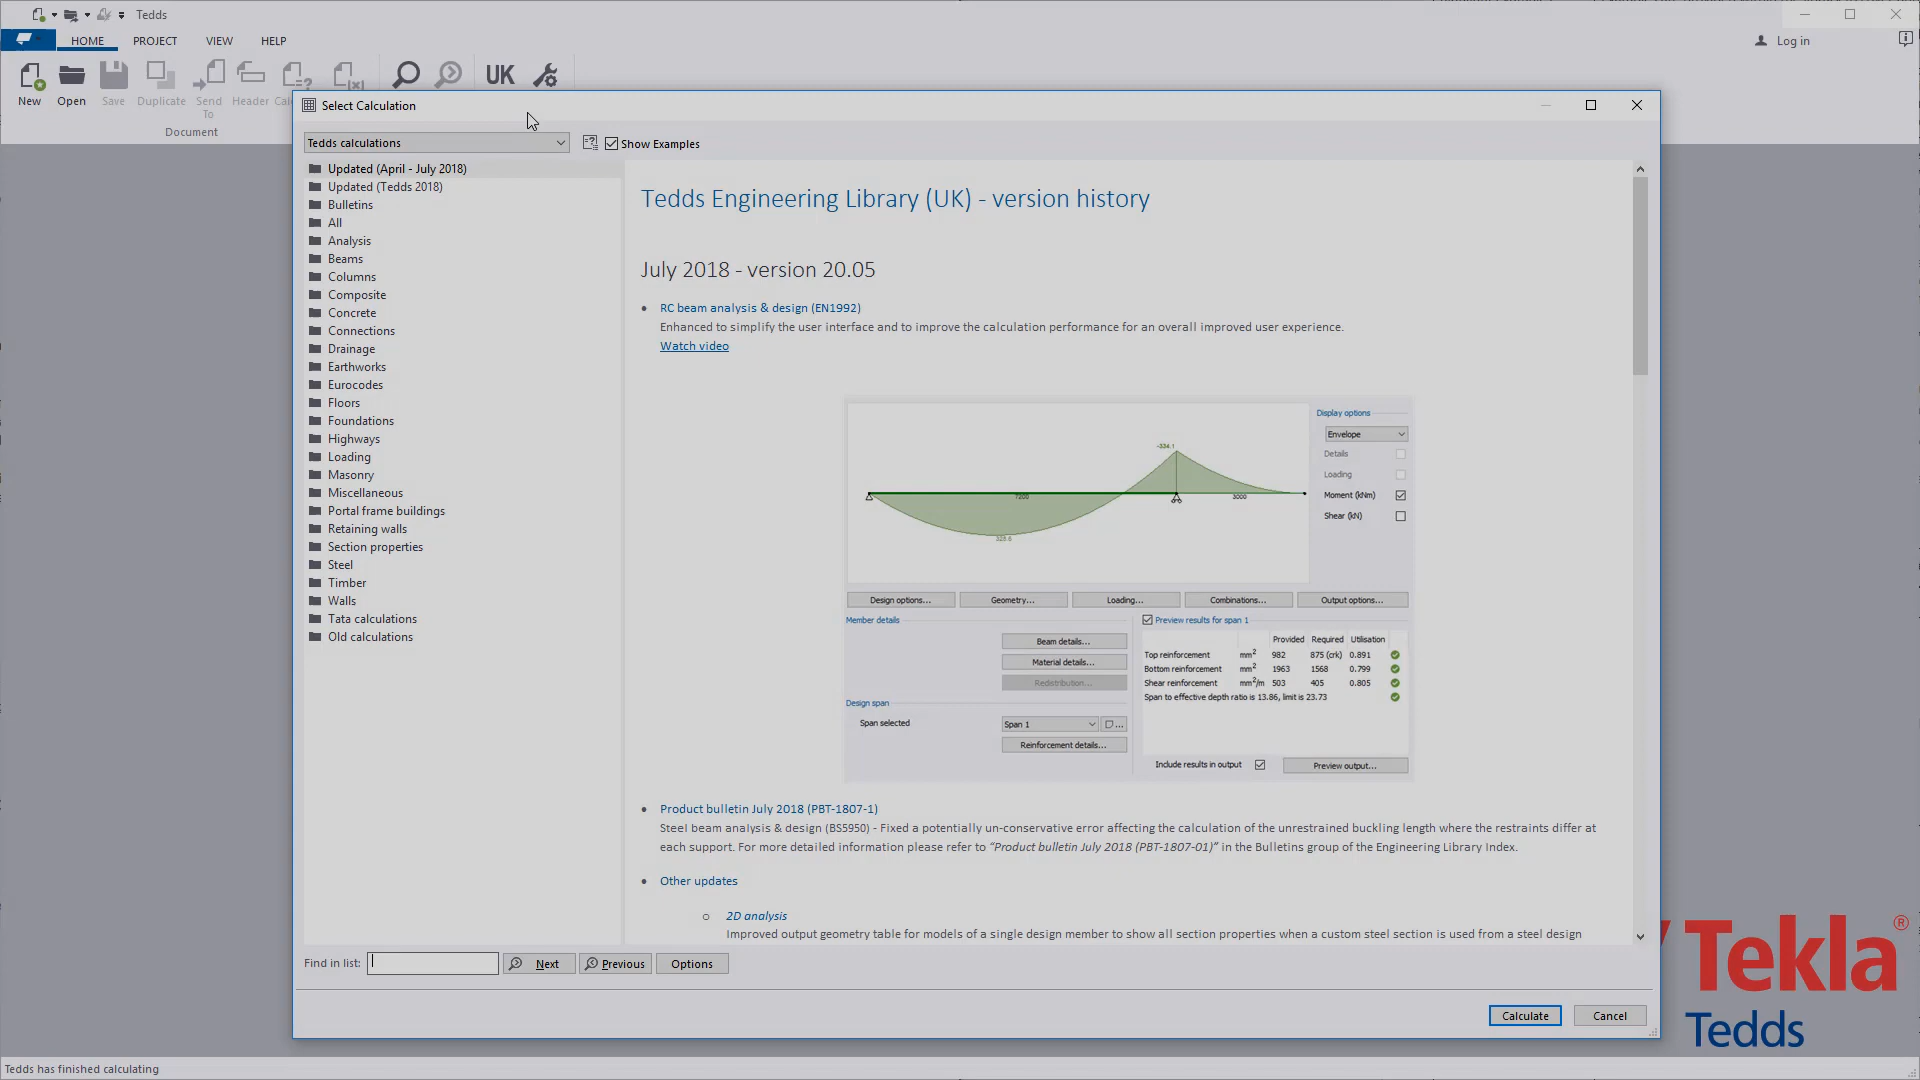 Tedds
HOME PROJECT VIEW HELP
Log in
UK
New Open Save Duplicate Send To Header
Document
Select Calculation
Tedds calculations
Show Examples
Updated (April - July 2018)
Updated (Tedds 2018)
Bulletins
All
Analysis
Beams
Columns
Composite
Concrete
Connections
Drainage
Earthworks
Eurocodes
Floors
Foundations
Highways
Loading
Masonry
Miscellaneous
Portal frame buildings
Retaining walls
Section properties
Steel
Timber
Walls
Tata calculations
Old calculations
Tedds Engineering Library (UK) - version history
July 2018 - version 20.05
• RC beam analysis & design (EN1992)
Enhanced to simplify the user interface and to improve the calculation performance for an overall improved user experience.
Watch video
-334.1
7200
3000
Display options
Envelope
Details
Loading
Moment (kNm)
Shear (kN)
Design options... Geometry... Loading... Combinations... Output options...
Member details
Beam details...
Material details...
Redistribution...
Design span
Span selected Span 1
Reinforcement details...
Preview results for span 1
Provided Required Utilisation
Top reinforcement mm² 982 875 (crk) 0.891
Bottom reinforcement mm² 1963 1568 0.799
Shear reinforcement mm²/m 503 405 0.805
Span to effective depth ratio is 13.86, limit is 23.73
Include results in output
Preview output...
• Product bulletin July 2018 (PBT-1807-1)
Steel beam analysis & design (BS5950) - Fixed a potentially un-conservative error affecting the calculation of the unrestrained buckling length where the restraints differ at
each support. For more detailed information please refer to “Product bulletin July 2018 (PBT-1807-01)” in the Bulletins group of the Engineering Library Index.
• Other updates
o 2D analysis
Improved output geometry table for models of a single design member to show all section properties when a custom steel section is used from a steel design
Find in list:
Next Previous Options
Calculate Cancel
Tekla®
Tedds
Tedds has finished calculating